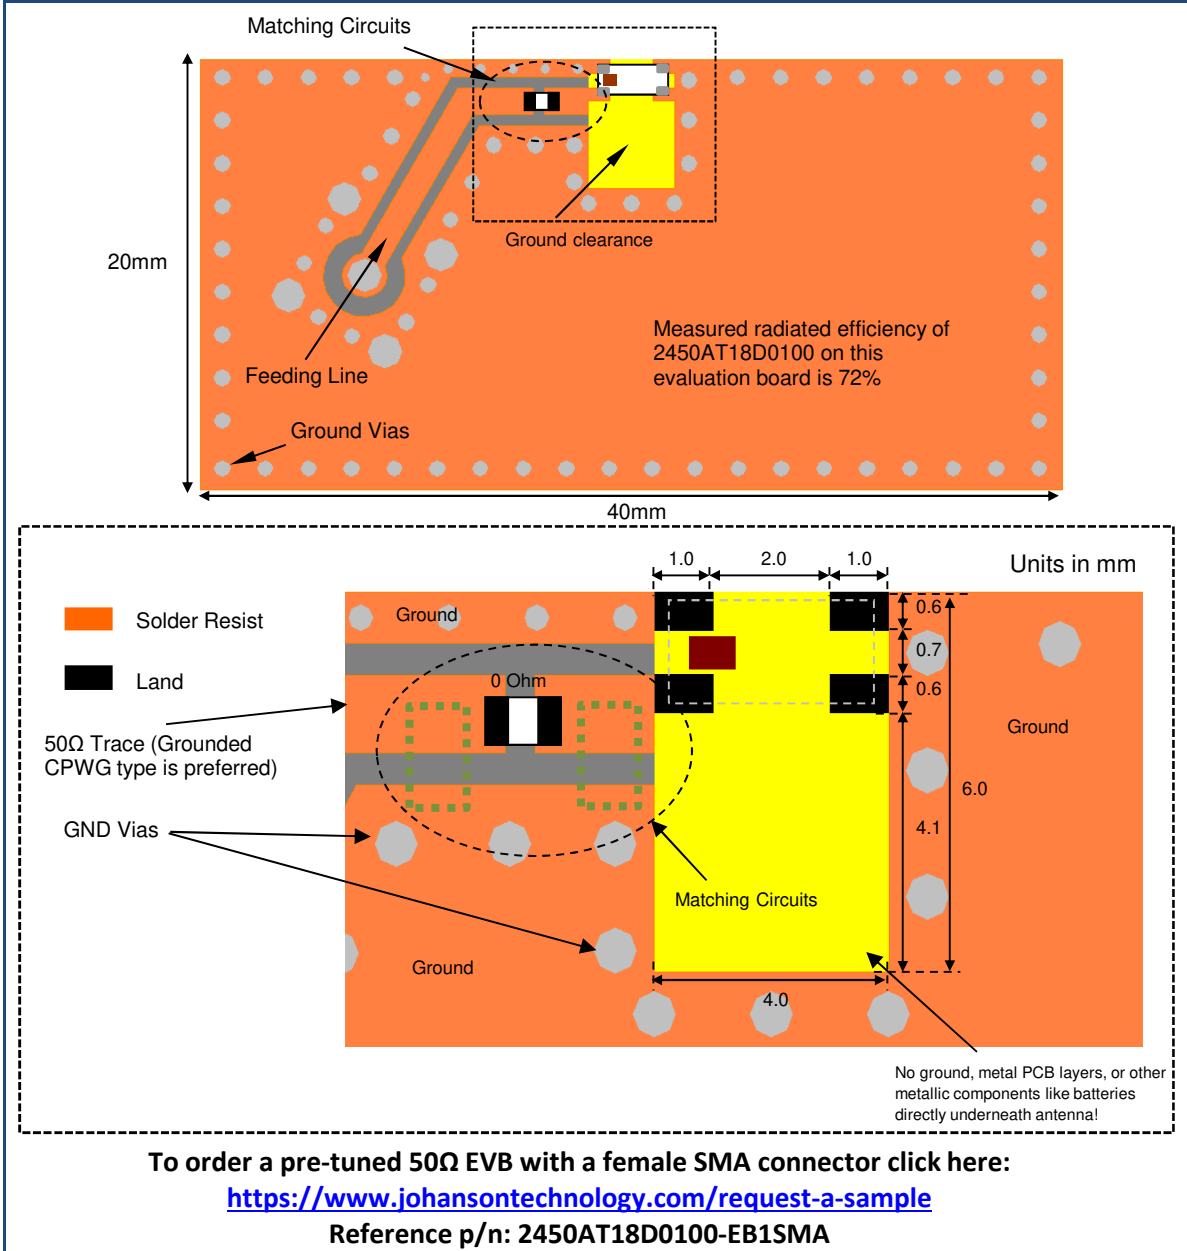 Matching Circuits
Ground clearance
20mm
Measured radiated efficiency of
2450AT18D0100 on this
evaluation board is 72%
Feeding Line
Ground Vias
40mm
1.0
2.0
1.0
Units in mm
Solder Resist
Land
Ground
0.6
0.7
0.6
0 Ohm
Ground
50Ω Trace (Grounded
CPWG type is preferred)
6.0
4.1
GND Vias
Matching Circuits
Ground
4.0
No ground, metal PCB layers, or other
metallic components like batteries
directly underneath antenna!
To order a pre-tuned 50Ω EVB with a female SMA connector click here:
https://www.johansontechnology.com/request-a-sample
Reference p/n: 2450AT18D0100-EB1SMA